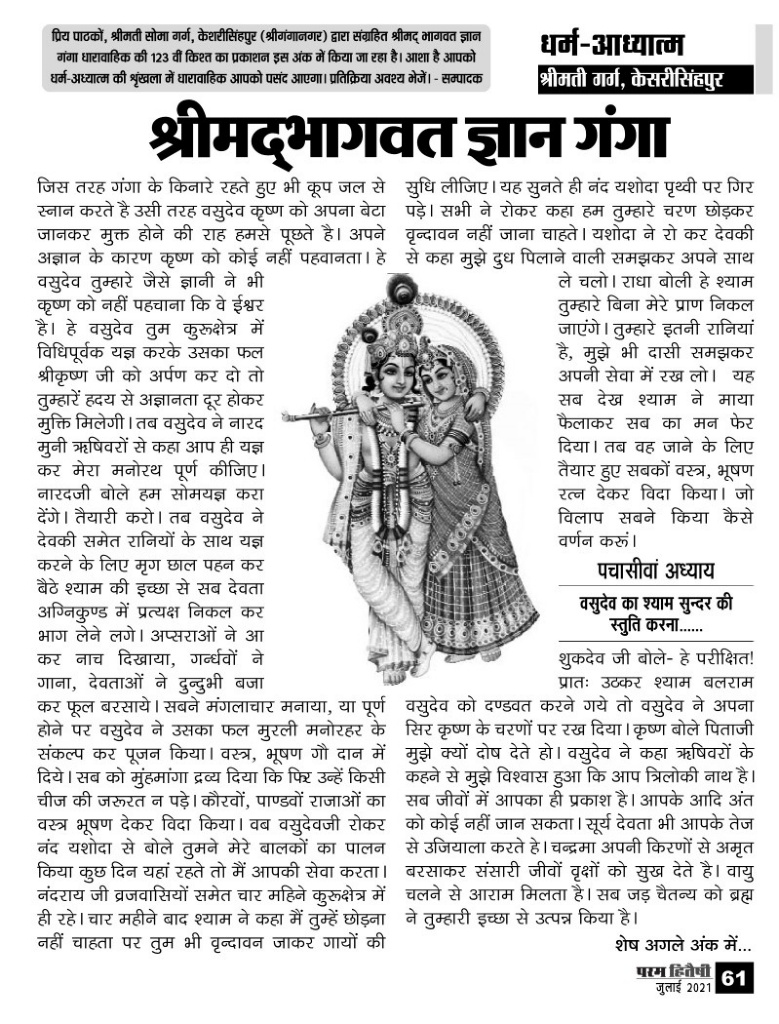 प्रिय पाठकों, श्रीमती सोमा गर्ग, केशरीसिंहपुर (श्रीगंगानगर) द्वारा संग्रहित श्रीमद् भागवत ज्ञान
गंगा धारावाहिक की 123 वीं किश्त का प्रकाशन इस अंक में किया जा रहा है। आशा है आपको
धर्म-अध्यात्म की श्रृंखला में धारावाहिक आपको पसंद आएगा। प्रतिक्रिया अवश्य भेजें। - सम्पादक
धर्म-आध्यात्म
श्रीमती गर्ग, केसरीसिंहपुर
श्रीमद्‌भागवत ज्ञान गंगा
जिस तरह गंगा के किनारे रहते हुए भी कूप जल से
स्नान करते है उसी तरह वसुदेव कृष्ण को अपना बेटा
जानकर मुक्त होने की राह हमसे पूछते है। अपने
अज्ञान के कारण कृष्ण को कोई नहीं पहवानता। हे
वसुदेव तुम्हारे जैसे ज्ञानी ने भी
कृष्ण को नहीं पहचाना कि वे ईश्वर
है। हे वसुदेव तुम कुरूक्षेत्र में
विधिपूर्वक यज्ञ करके उसका फल
श्रीकृष्ण जी को अर्पण कर दो तो
तुम्हारें हदय से अज्ञानता दूर होकर
मुक्ति मिलेगी। तब वसुदेव ने नारद
मुनी ऋषिवरों से कहा आप ही यज्ञ
कर मेरा मनोरथ पूर्ण कीजिए।
नारदजी बोले हम सोमयज्ञ करा
देंगे। तैयारी करो। तब वसुदेव ने
देवकी समेत रानियों के साथ यज्ञ
करने के लिए मृग छाल पहन कर
बैठे श्याम की इच्छा से सब देवता
अग्निकुण्ड में प्रत्यक्ष निकल कर
भाग लेने लगे। अप्सराओं ने आ
कर नाच दिखाया, गर्न्धवों ने
गाना, देवताओं ने दुन्दुभी बजा
कर फूल बरसाये। सबने मंगलाचार मनाया, या पूर्ण
होने पर वसुदेव ने उसका फल मुरली मनोरहर के
संकल्प कर पूजन किया। वस्त्र, भूषण गौ दान में
दिये। सब को मुंहमांगा द्रव्य दिया कि फिर उन्हें किसी
चीज की जरूरत न पड़े। कौरवों, पाण्डवों राजाओं का
वस्त्र भूषण देकर विदा किया। वब वसुदेवजी रोकर
नंद यशोदा से बोले तुमने मेरे बालकों का पालन
किया कुछ दिन यहां रहते तो मैं आपकी सेवा करता।
नंदराय जी व्रजवासियों समेत चार महिने कुरूक्षेत्र में
ही रहे। चार महीने बाद श्याम ने कहा मैं तुम्हें छोड़ना
नहीं चाहता पर तुम भी वृन्दावन जाकर गायों की
सुधि लीजिए। यह सुनते ही नंद यशोदा पृथ्वी पर गिर
पड़े। सभी ने रोकर कहा हम तुम्हारे चरण छोड़कर
वृन्दावन नहीं जाना चाहते। यशोदा ने रो कर देवकी
से कहा मुझे दुध पिलाने वाली समझकर अपने साथ
ले चलो। राधा बोली हे श्याम
तुम्हारे बिना मेरे प्राण निकल
जाएंगे। तुम्हारे इतनी रानियां
है, मुझे भी दासी समझकर
अपनी सेवा में रख लो। यह
सब देख श्याम ने माया
फैलाकर सब का मन फेर
दिया। तब वह जाने के लिए
तैयार हुए सबकों वस्त्र, भूषण
रत्न देकर विदा किया। जो
विलाप सबने किया कैसे
वर्णन करूं।
पचासीवां अध्याय
वसुदेव का श्याम सुन्दर की
स्तुति करना......
शुकदेव जी बोले- हे परीक्षित!
प्रातः उठकर श्याम बलराम
वसुदेव को दण्डवत करने गये तो वसुदेव ने अपना
सिर कृष्ण के चरणों पर रख दिया। कृष्ण बोले पिताजी
मुझे क्यों दोष देते हो। वसुदेव ने कहा ऋषिवरों के
कहने से मुझे विश्वास हुआ कि आप त्रिलोकी नाथ है।
सब जीवों में आपका ही प्रकाश है। आपके आदि अंत
को कोई नहीं जान सकता। सूर्य देवता भी आपके तेज
से उजियाला करते हे। चन्द्रमा अपनी किरणों से अमृत
बरसाकर संसारी जीवों वृक्षों को सुख देते है। वायु
चलने से आराम मिलता है। सब जड़ चैतन्य को ब्रह्म
ने तुम्हारी इच्छा से उत्पन्न किया है।
शेष अगले अंक में...
परम हितैषी
जुलाई 2021 61